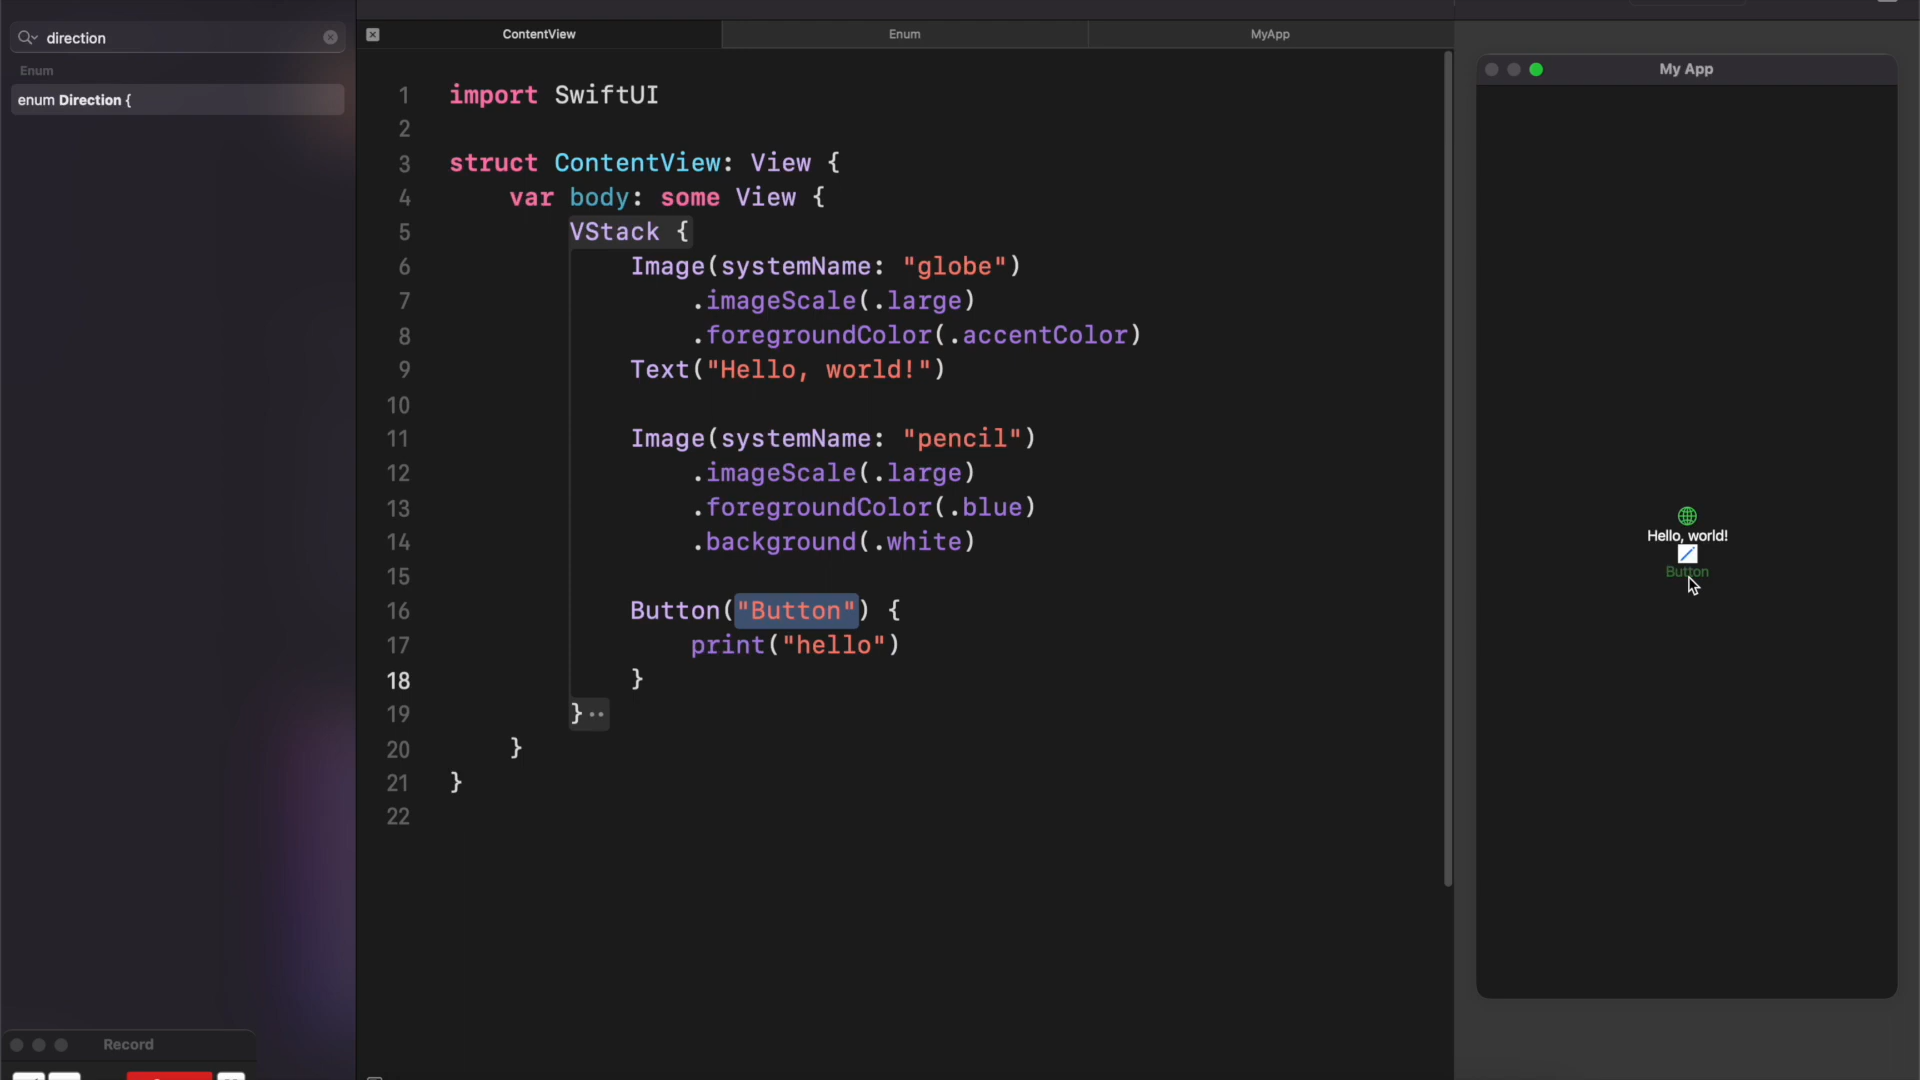 direction
Enum
enum Direction {
ContentView
Enum
MyApp
1 import SwiftUI
2
3 struct ContentView: View {
4 var body: some View {
5 VStack {
6 Image(systemName: "globe")
7 .imageScale(.large)
8 .foregroundColor(.accentColor)
9 Text("Hello, world!")
10
11 Image(systemName: "pencil")
12 .imageScale(.large)
13 .foregroundColor(.blue)
14 .background(.white)
15
16 Button("Button") {
17 print("hello")
18 }
19 }
20 }
21 }
22
My App
Hello, world!
Button
Record